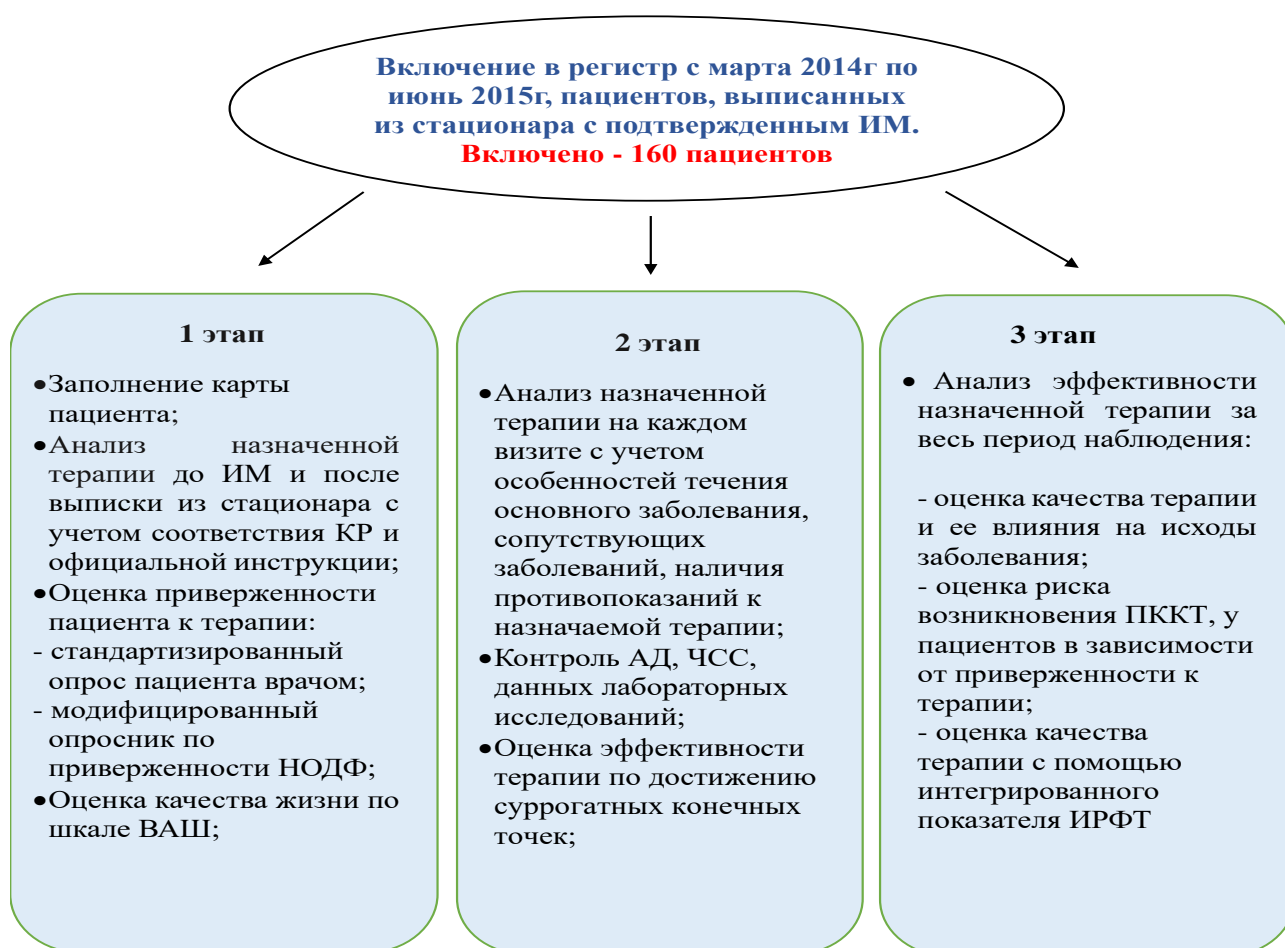 Включение в регистр с марта 2014г по
июнь 2015г, пациентов, выписанных
из стационара с подтвержденным ИМ.
Включено - 160 пациентов
1 этап
•Заполнение карты
пациента;
•Анализ назначенной
терапии до ИМ и после
выписки из стационара с
учетом соответствия КР и
официальной инструкции;
•Оценка приверженности
пациента к терапии:
- стандартизированный
опрос пациента врачом;
- модифицированный
опросник по
приверженности НОДФ;
•Оценка качества жизни по
шкале ВАШ;
2 этап
•Анализ назначенной
терапии на каждом
визите с учетом
особенностей течения
основного заболевания,
сопутствующих
заболеваний, наличия
противопоказаний к
назначаемой терапии;
•Контроль АД, ЧСС,
данных лабораторных
исследований;
•Оценка эффективности
терапии по достижению
суррогатных конечных
точек;
3 этап
• Анализ эффективности
назначенной терапии за
весь период наблюдения:
- оценка качества терапии
и ее влияния на исходы
заболевания;
- оценка риска
возникновения ПККТ, у
пациентов в зависимости
от приверженности к
терапии;
- оценка качества
терапии с помощью
интегрированного
показателя ИРФТ